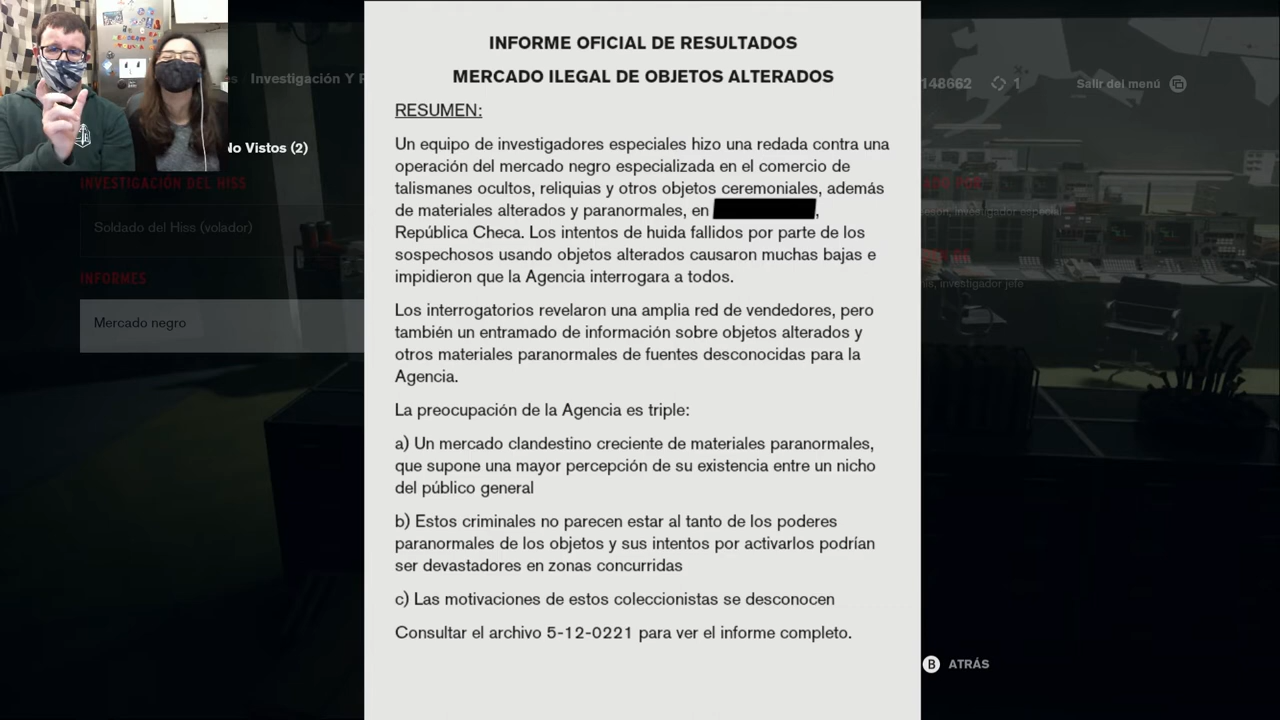 INFORME OFICIAL DE RESULTADOS
MERCADO ILEGAL DE OBJETOS ALTERADOS
RESUMEN:
Un equipo de investigadores especiales hizo una redada contra una
operación del mercado negro especializada en el comercio de
talismanes ocultos, reliquias y otros objetos ceremoniales, además
de materiales alterados y paranormales, en ,
República Checa. Los intentos de huida fallidos por parte de los
sospechosos usando objetos alterados causaron muchas bajas e
impidieron que la Agencia interrogara a todos.
Los interrogatorios revelaron una amplia red de vendedores, pero
también un entramado de información sobre objetos alterados y
otros materiales paranormales de fuentes desconocidas para la
Agencia.
La preocupación de la Agencia es triple:
a) Un mercado clandestino creciente de materiales paranormales,
que supone una mayor percepción de su existencia entre un nicho
del público general
b) Estos criminales no parecen estar al tanto de los poderes
paranormales de los objetos y sus intentos por activarlos podrían
ser devastadores en zonas concurridas
c) Las motivaciones de estos coleccionistas se desconocen
Consultar el archivo 5-12-0221 para ver el informe completo.
Investigación Y
No Vistos (2)
INVESTIGACIÓN DEL HISS
Soldado del Hiss (volador)
INFORMES
Mercado negro
148662
1
Salir del menú
investigador especial
investigador jefe
B ATRÁS